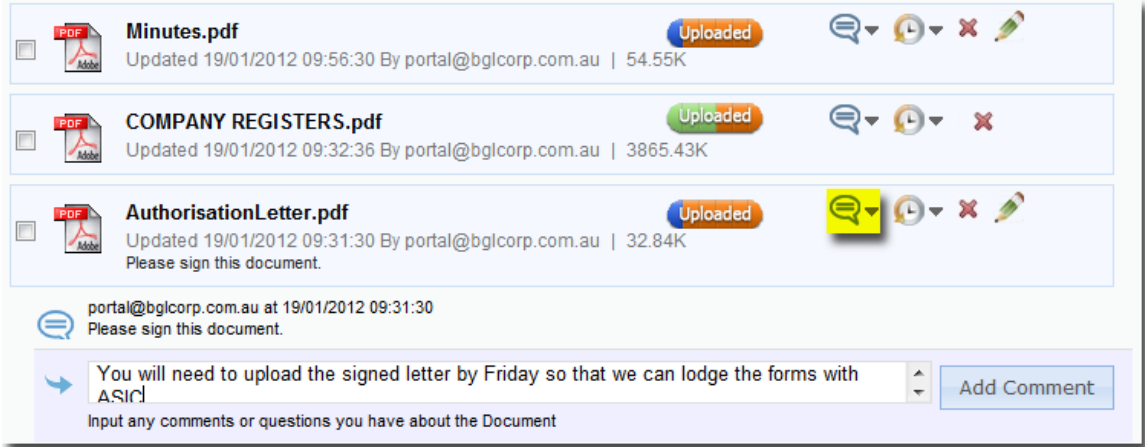 Minutes.pdf
Uploaded
Updated 19/01/2012 09:56:30 By portal@bglcorp.com.au | 54.55K
PDF
Adobe
COMPANY REGISTERS.pdf
Uploaded
Updated 19/01/2012 09:32:36 By portal@bglcorp.com.au | 3865.43K
PDF
Adobe
AuthorisationLetter.pdf
Uploaded
Updated 19/01/2012 09:31:30 By portal@bglcorp.com.au | 32.84K
Please sign this document.
PDF
Adobe
portal@bglcorp.com.au at 19/01/2012 09:31:30
Please sign this document.
You will need to upload the signed letter by Friday so that we can lodge the forms with
ASIC
Add Comment
Input any comments or questions you have about the Document